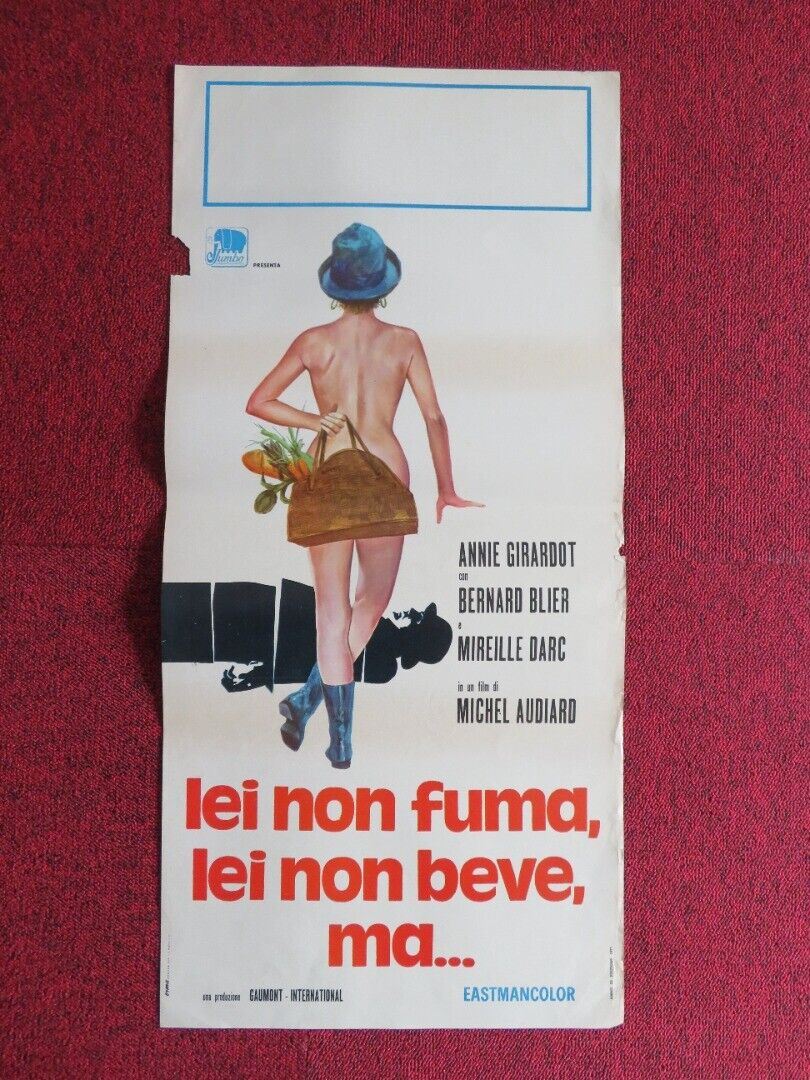 Jumbo
PRESENTA
ANNIE GIRARDOT
con
BERNARD BLIER
e
MIREILLE DARC
in un film di
MICHEL AUDIARD
lei non fuma,
lei non beve,
ma...
una produzione GAUMONT - INTERNATIONAL
EASTMANCOLOR